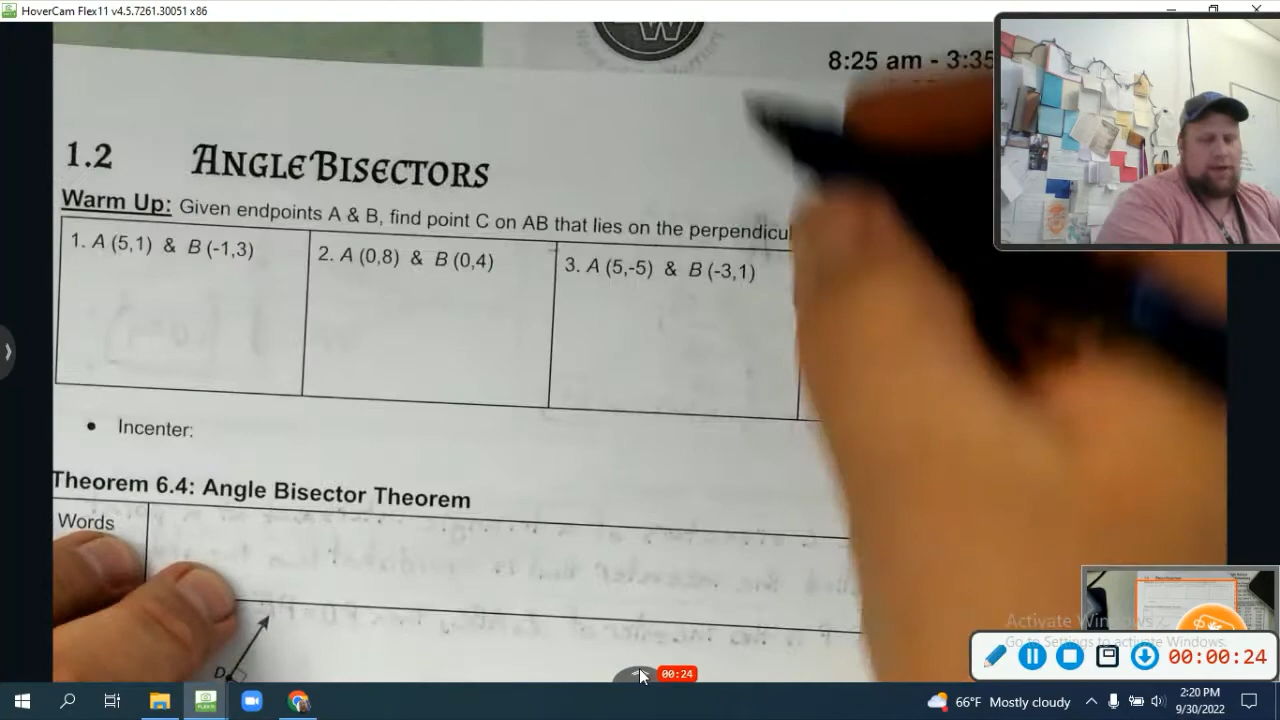 HoverCam Flex11 v4.5.7261.30051 x86
W
8:25 am - 3:35
1.2 ANGLE BISECTORS
Warm Up: Given endpoints A & B, find point C on AB that lies on the
1. A (5,1) & B (-1,3)
2. A (0,8) & B (0,4)
3. A (5,-5) & B (-3,1)
• Incenter:
Theorem 6.4: Angle Bisector Theorem
Words
D
Activate Windows
Go to Settings to activate Windows.
00:00:24
00:24
66°F Mostly cloudy
2:20 PM
9/30/2022